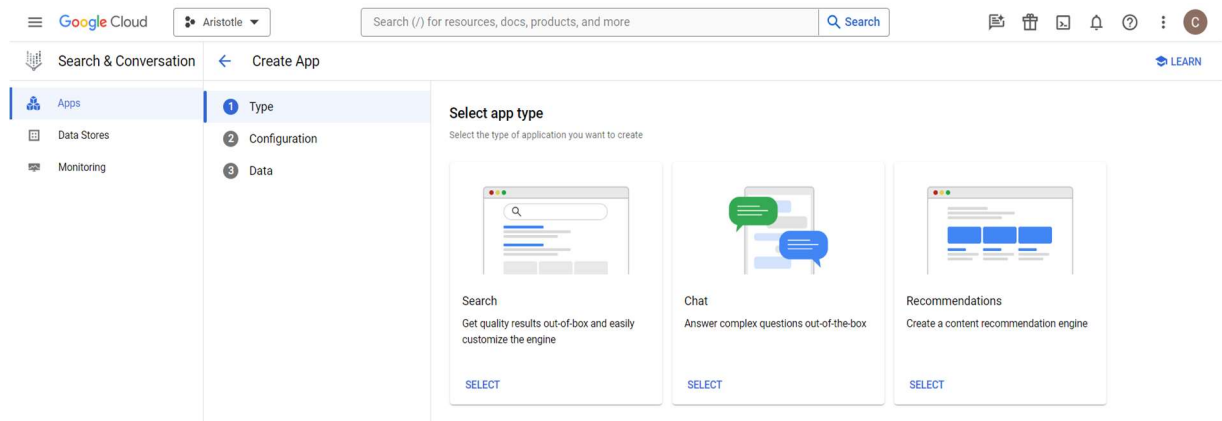 Google Cloud
Aristotle
Search (/) for resources, docs, products, and more
Search
C
Search & Conversation
Create App
LEARN
Apps
Data Stores
Monitoring
1 Type
2 Configuration
3 Data
Select app type
Select the type of application you want to create
Search
Get quality results out-of-box and easily
customize the engine
SELECT
Chat
Answer complex questions out-of-the-box
SELECT
Recommendations
Create a content recommendation engine
SELECT